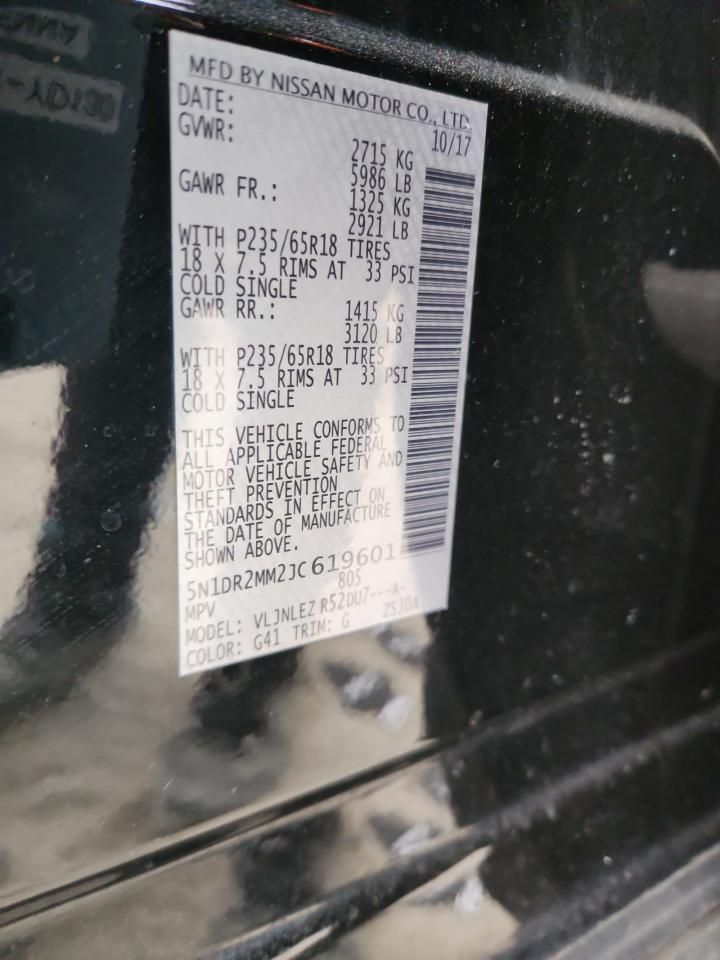 MFD BY NISSAN MOTOR CO., LTD.
DATE: 10/17
GVWR: 2715 KG
5986 LB
GAWR FR.: 1325 KG
2921 LB
WITH P235/65R18 TIRES
18 X 7.5 RIMS AT 33 PSI
COLD SINGLE
GAWR RR.: 1415 KG
3120 LB
WITH P235/65R18 TIRES
18 X 7.5 RIMS AT 33 PSI
COLD SINGLE
THIS VEHICLE CONFORMS TO
ALL APPLICABLE FEDERAL
MOTOR VEHICLE SAFETY AND
THEFT PREVENTION
STANDARDS IN EFFECT ON
THE DATE OF MANUFACTURE
SHOWN ABOVE.
5N1DR2MM2JC619601
MPV 805
MODEL: VLJNLEZ R52DU7---A-
COLOR: G41 TRIM: G ZS30A